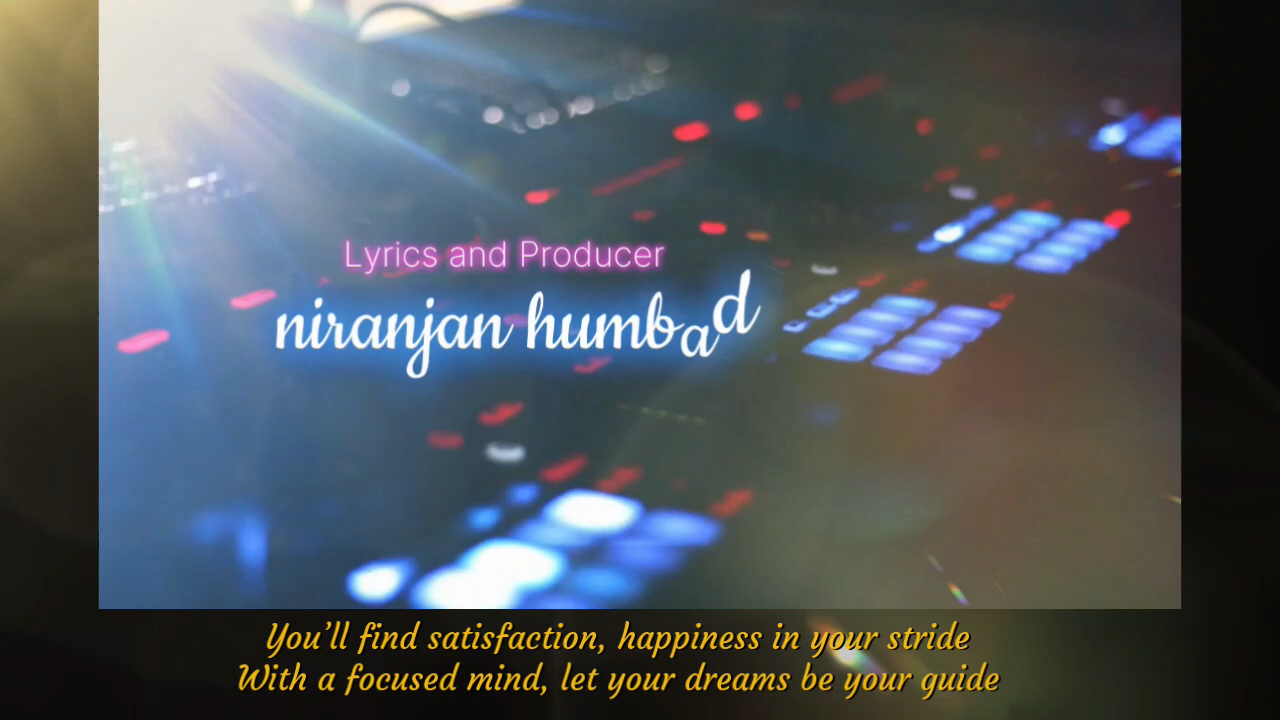 Lyrics and Producer
niranjan humbad
You'll find satisfaction, happiness in your stride
With a focused mind, let your dreams be your guide